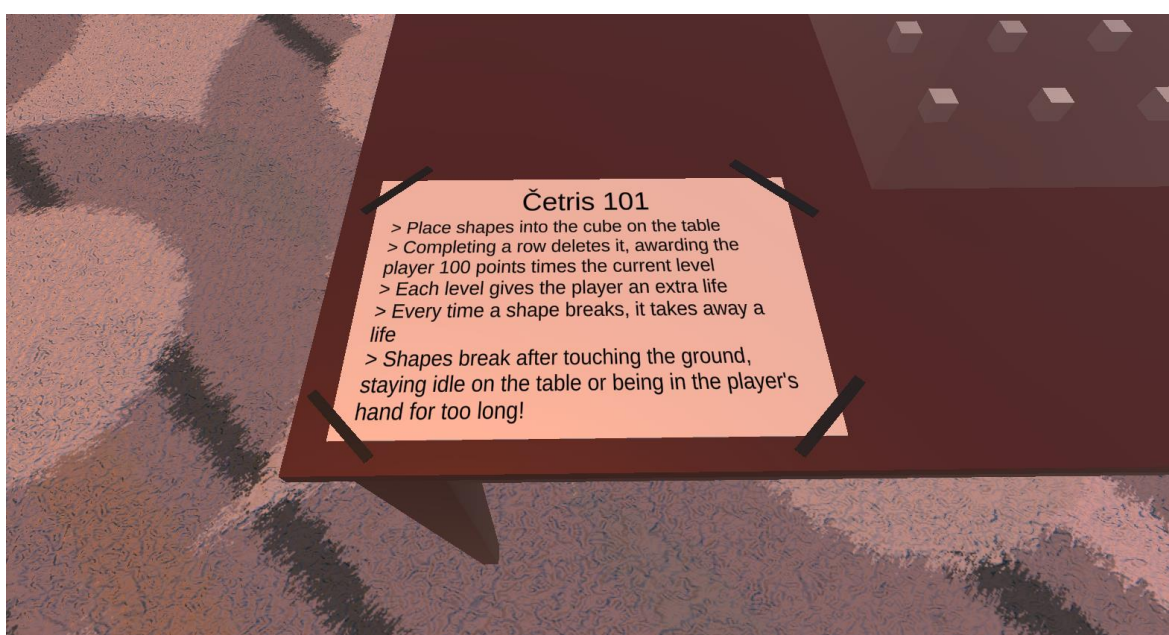 Četris 101
> Place shapes into the cube on the table
> Completing a row deletes it, awarding the
player 100 points times the current level
> Each level gives the player an extra life
> Every time a shape breaks, it takes away a
life
> Shapes break after touching the ground,
staying idle on the table or being in the player's
hand for too long!